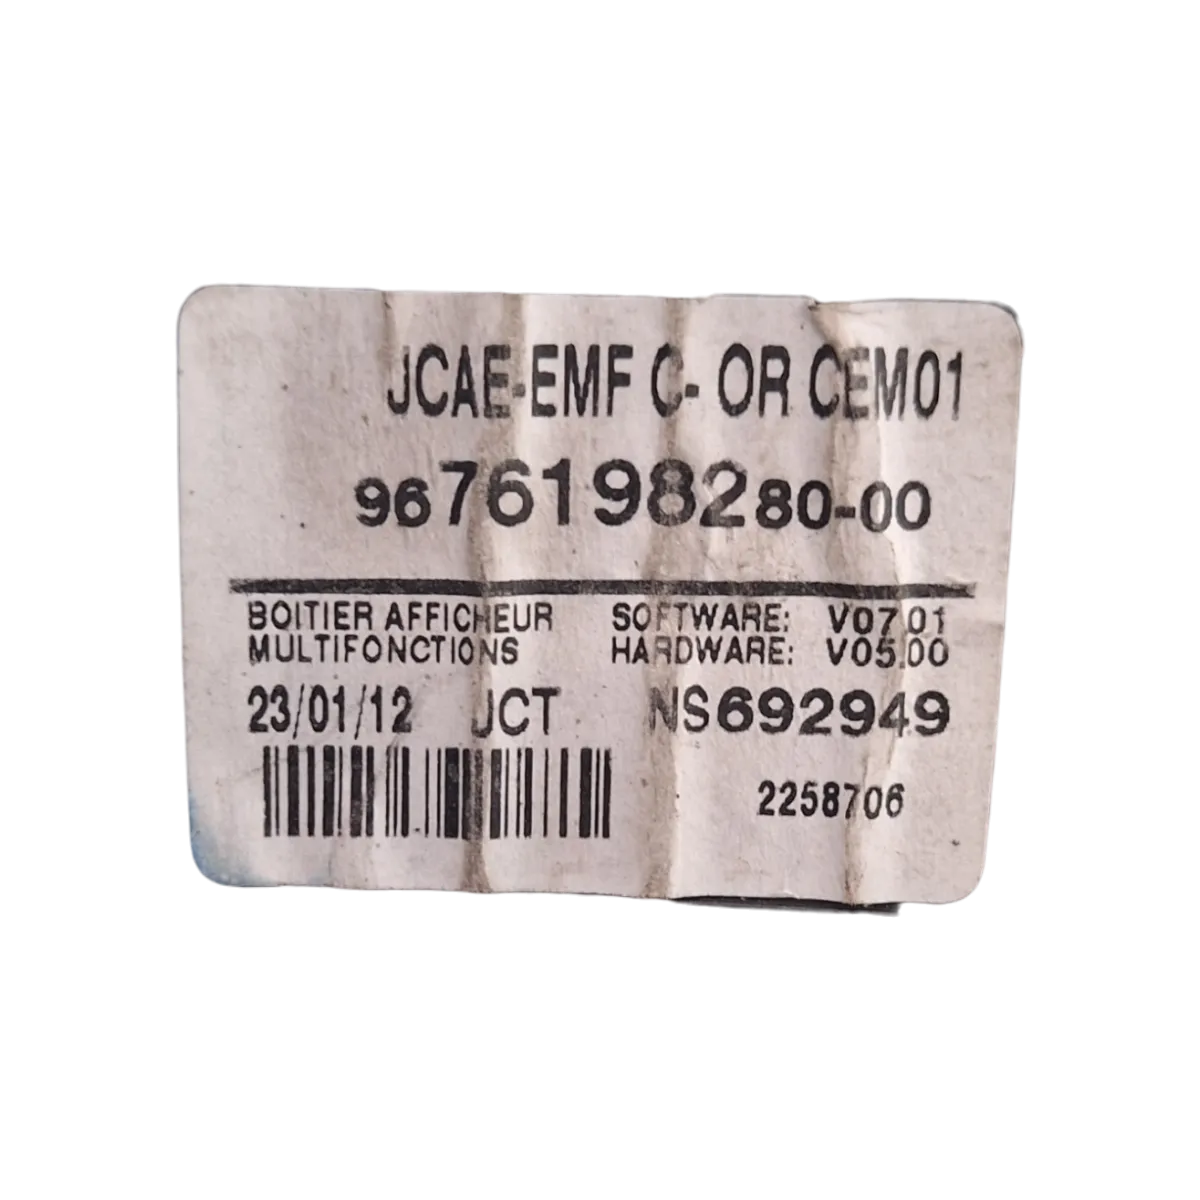 JCAE-EMF C- OR CEM01
9676198280-00
BOITIER AFFICHEUR
MULTIFONCTIONS
SOFTWARE: V07.01
HARDWARE: V05.00
23/01/12 JCT NS692949
2258706